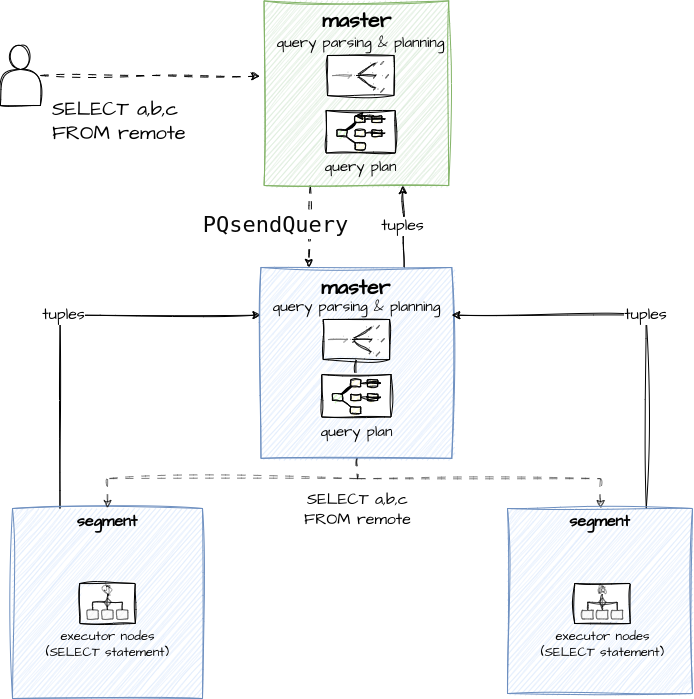 master
query parsing & planning
SELECT a,b,c
FROM remote
query plan
PQsendQuery
tuples
master
query parsing & planning
tuples
tuples
query plan
SELECT a,b,c
FROM remote
segment
segment
executor nodes
(SELECT statement)
executor nodes
(SELECT statement)